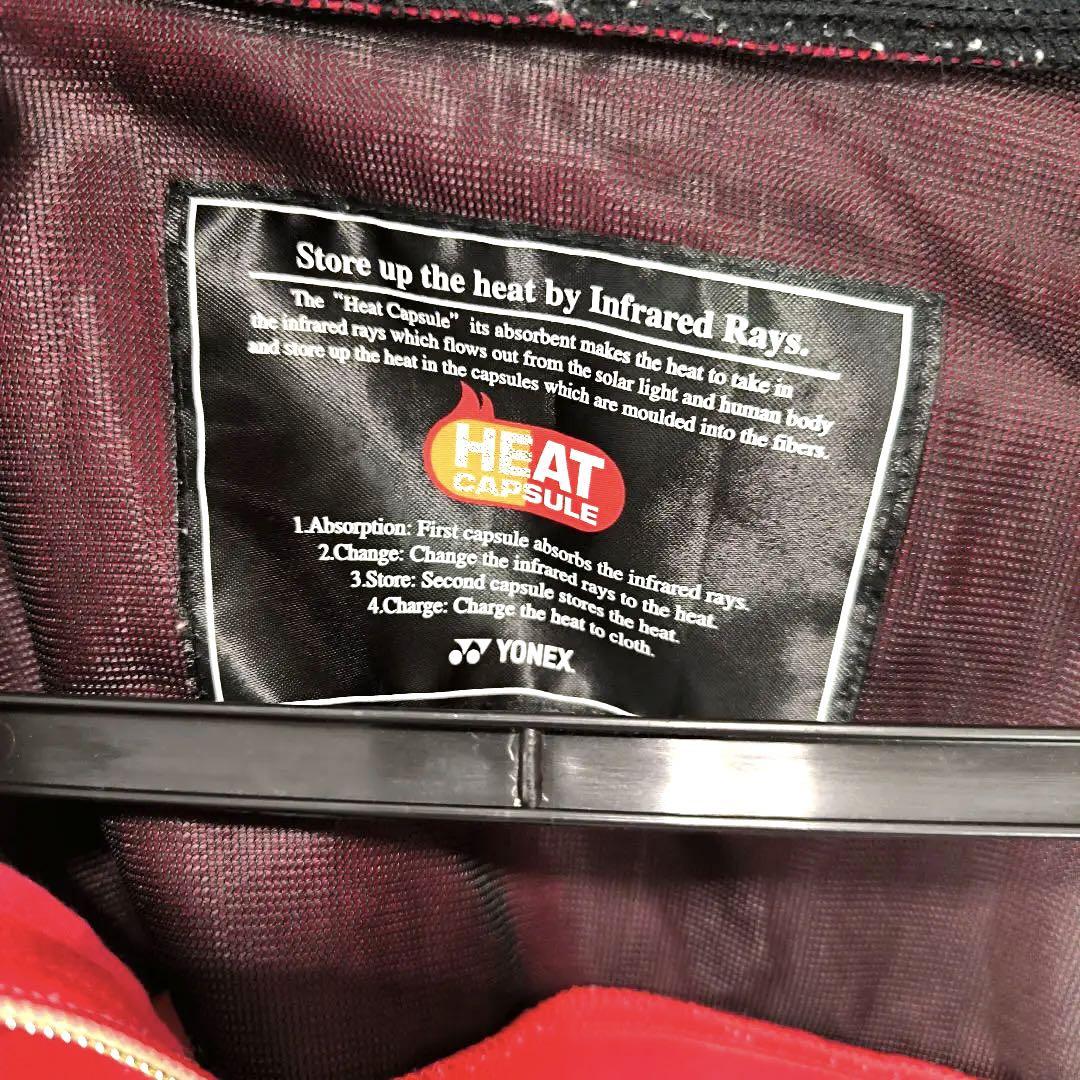 Store up the heat by Infrared Rays.
The "Heat Capsule" its absorbent makes the heat to take in
the infrared rays which flows out from the solar light and human body
and store up the heat in the capsules which are moulded into the fibers.
HEAT
CAPSULE
1.Absorption: First capsule absorbs the infrared rays.
2.Change: Change the infrared rays to the heat.
3.Store: Second capsule stores the heat.
4.Charge: Charge the heat to cloth.
YONEX